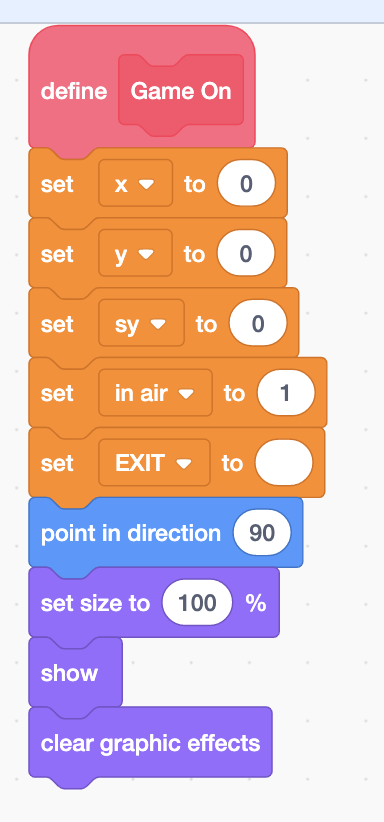 define Game On
set x to 0
set y to 0
set sy to 0
set in air to 1
set EXIT to
point in direction 90
set size to 100 %
show
clear graphic effects